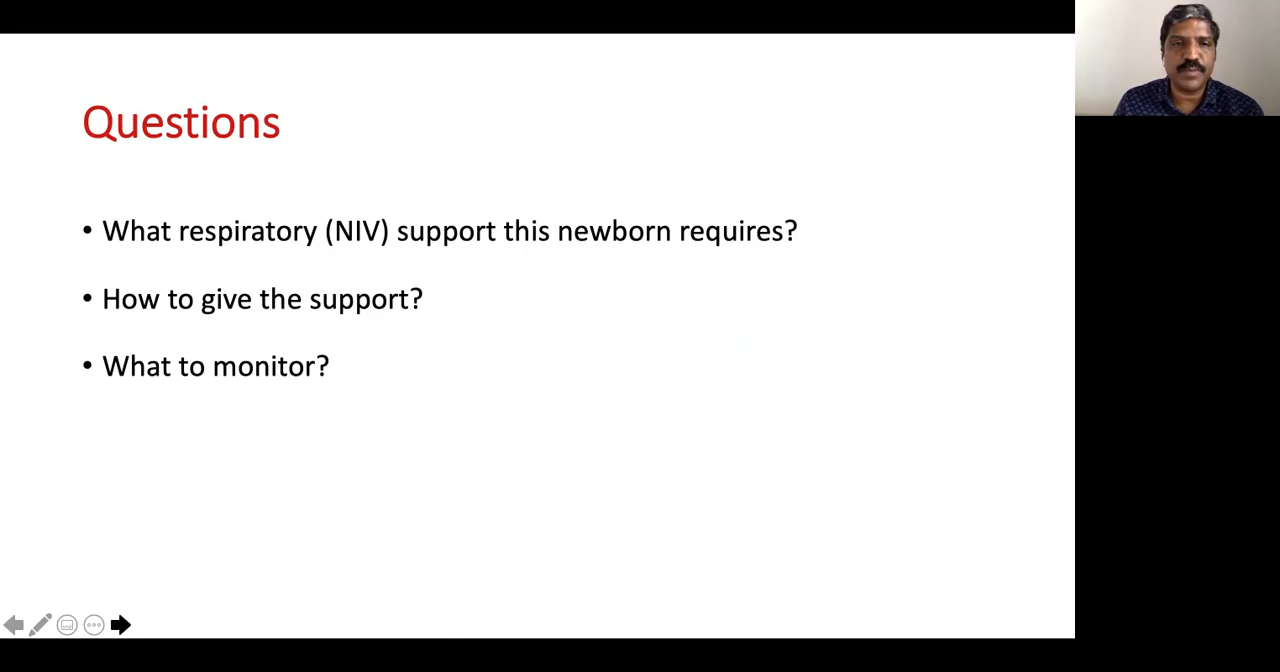 Questions
• What respiratory (NIV) support this newborn requires?
• How to give the support?
• What to monitor?